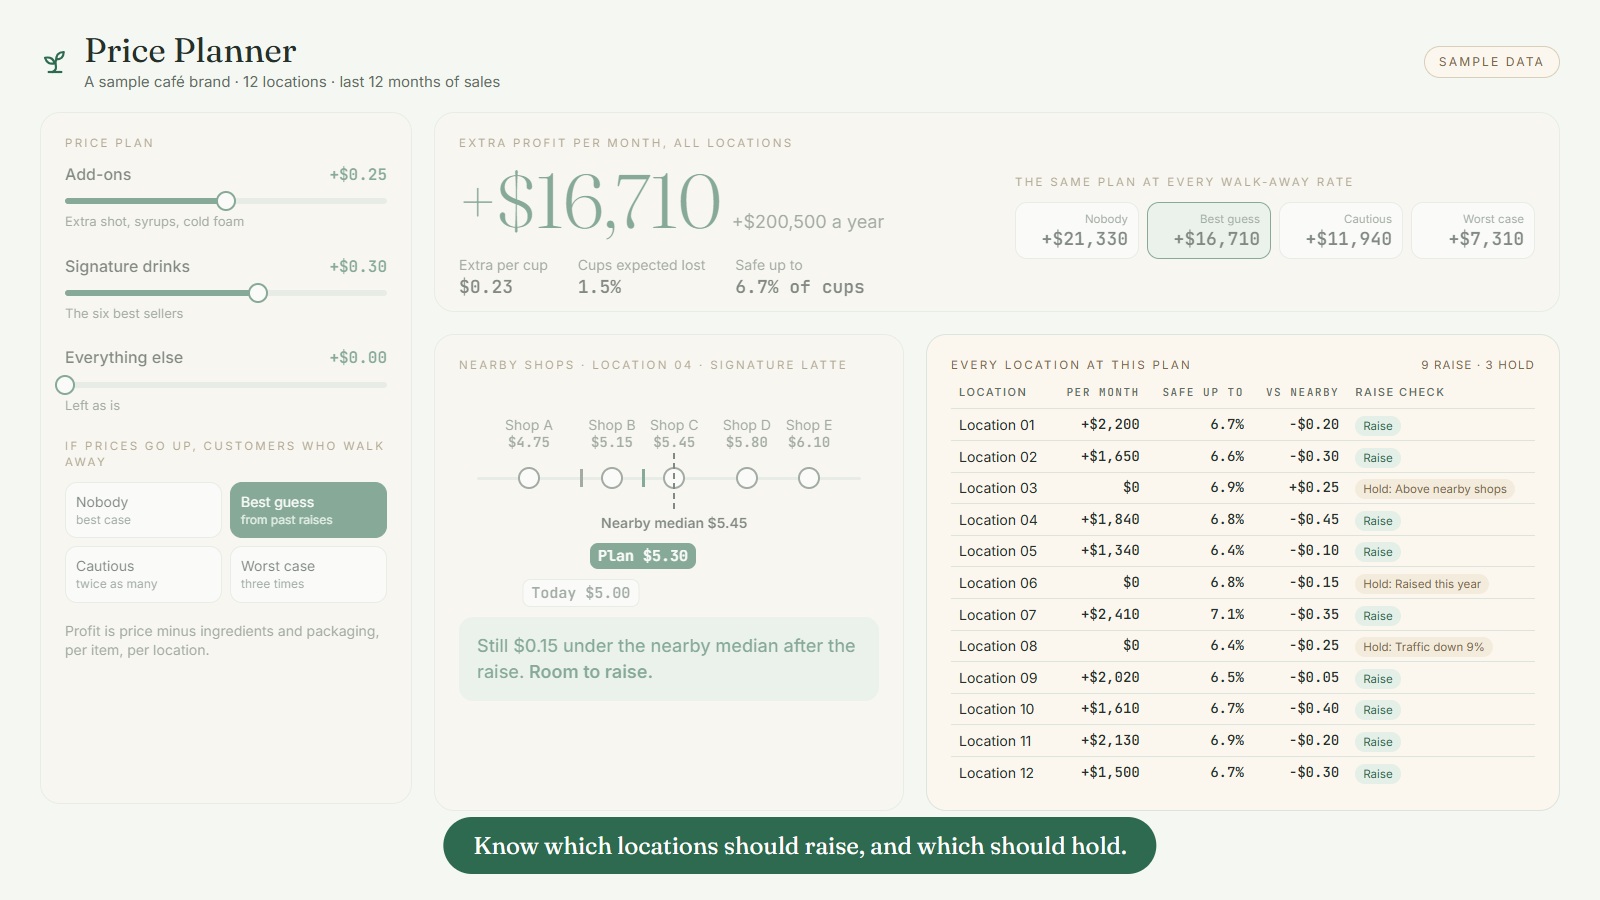 Price Planner
A sample café brand · 12 locations · last 12 months of sales
SAMPLE DATA
PRICE PLAN
Add-ons +$0.25
Extra shot, syrups, cold foam
Signature drinks +$0.30
The six best sellers
Everything else +$0.00
Left as is
IF PRICES GO UP, CUSTOMERS WHO WALK
AWAY
Nobody
best case
Best guess
from past raises
Cautious
twice as many
Worst case
three times
Profit is price minus ingredients and packaging,
per item, per location.
EXTRA PROFIT PER MONTH, ALL LOCATIONS
+$16,710 +$200,500 a year
Extra per cup Cups expected lost Safe up to
$0.23 1.5% 6.7% of cups
THE SAME PLAN AT EVERY WALK-AWAY RATE
Nobody Best guess Cautious Worst case
+$21,330 +$16,710 +$11,940 +$7,310
NEARBY SHOPS · LOCATION 04 · SIGNATURE LATTE
Shop A Shop B Shop C Shop D Shop E
$4.75 $5.15 $5.45 $5.80 $6.10
Nearby median $5.45
Plan $5.30
Today $5.00
Still $0.15 under the nearby median after the
raise. Room to raise.
EVERY LOCATION AT THIS PLAN 9 RAISE · 3 HOLD
LOCATION PER MONTH SAFE UP TO VS NEARBY RAISE CHECK
Location 01 +$2,200 6.7% -$0.20 Raise
Location 02 +$1,650 6.6% -$0.30 Raise
Location 03 $0 6.9% +$0.25 Hold: Above nearby shops
Location 04 +$1,840 6.8% -$0.45 Raise
Location 05 +$1,340 6.4% -$0.10 Raise
Location 06 $0 6.8% -$0.15 Hold: Raised this year
Location 07 +$2,410 7.1% -$0.35 Raise
Location 08 $0 6.4% -$0.25 Hold: Traffic down 9%
Location 09 +$2,020 6.5% -$0.05 Raise
Location 10 +$1,610 6.7% -$0.40 Raise
Location 11 +$2,130 6.9% -$0.20 Raise
Location 12 +$1,500 6.7% -$0.30 Raise
Know which locations should raise, and which should hold.